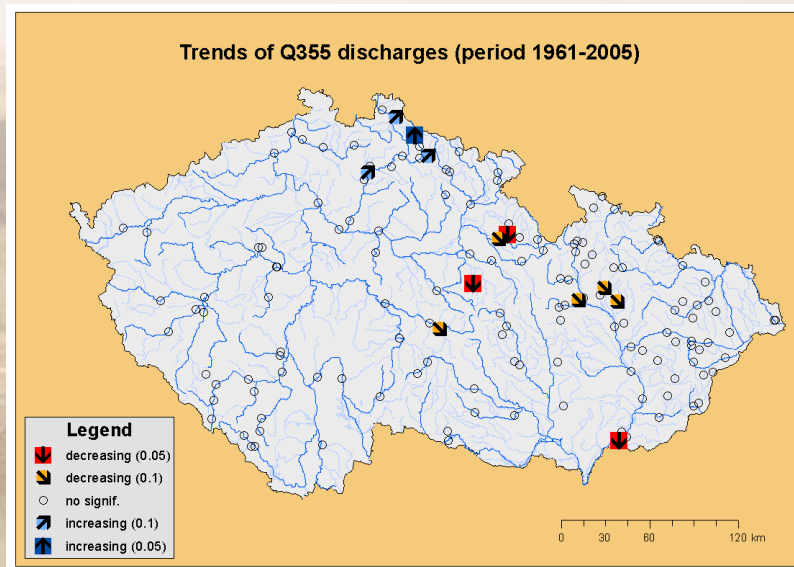 Trends of Q355 discharges (period 1961-2005)
Legend
decreasing (0.05)
decreasing (0.1)
no signif.
increasing (0.1)
increasing (0.05)
0 30 60 120 km